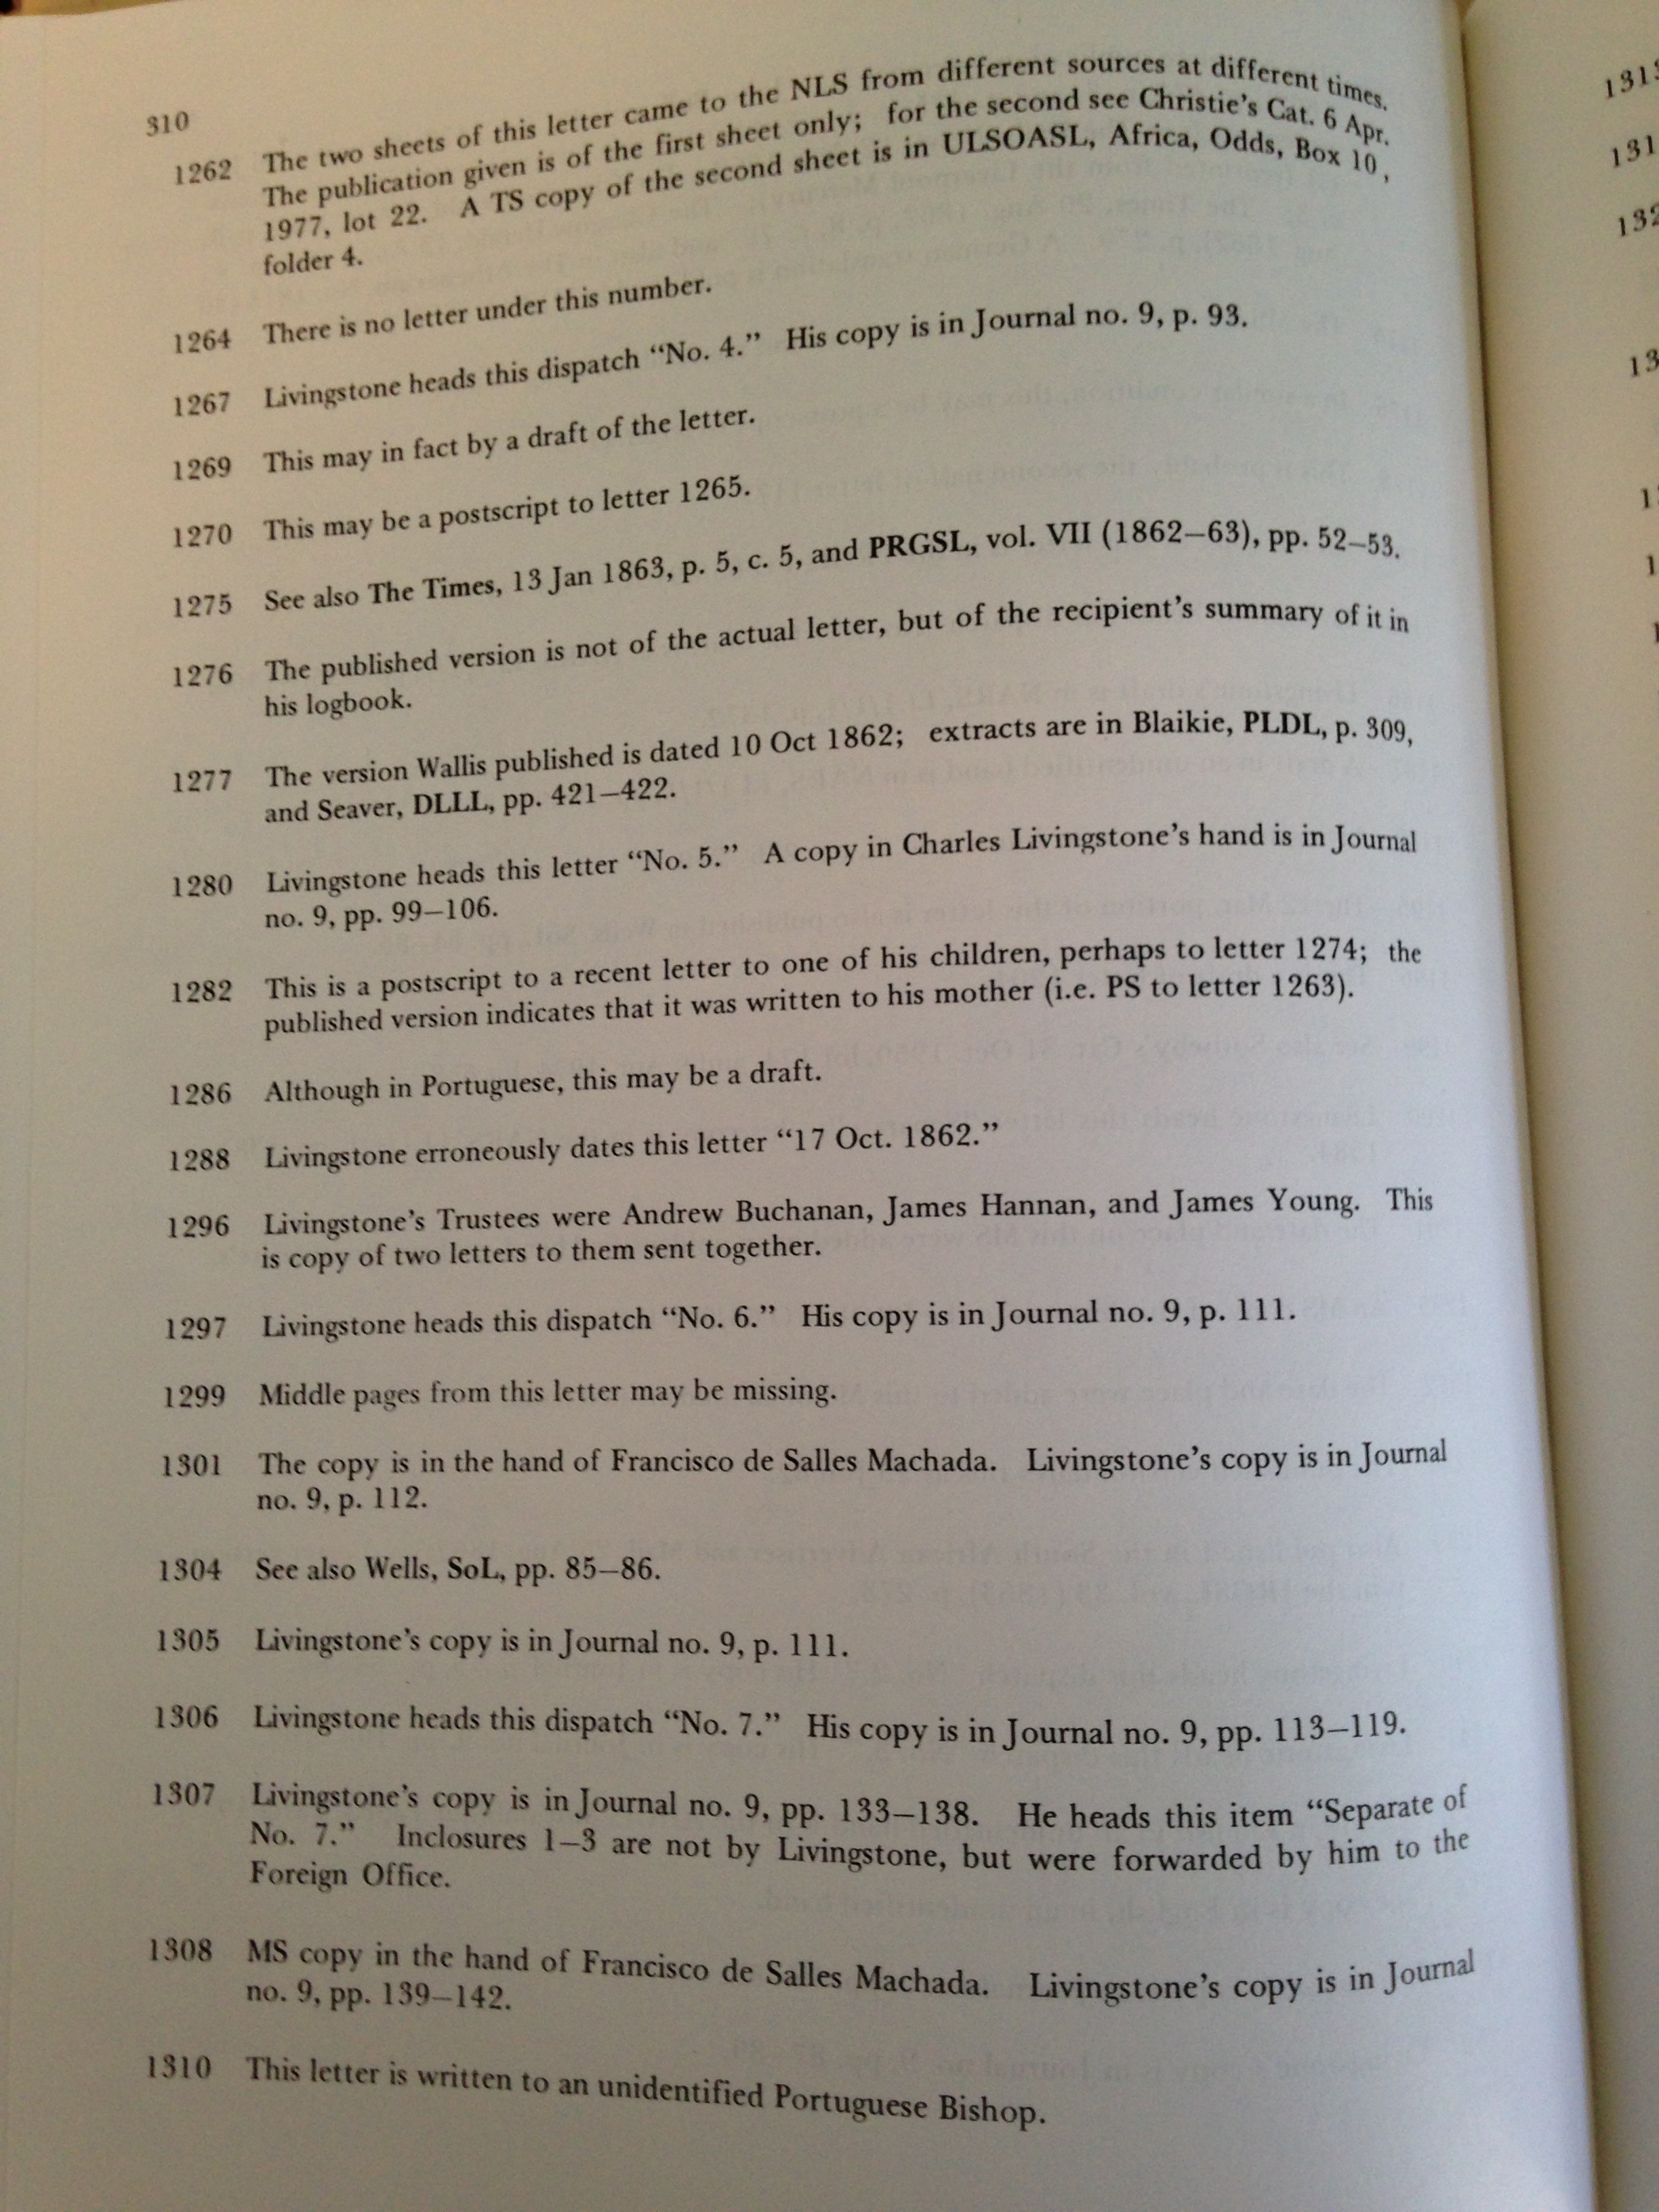 310
1262 The two sheets of this letter came to the NLS from different sources at different times.
The publication given is of the first sheet only; for the second see Christie's Cat. 6 Apr.
1977, lot 22. A TS copy of the second sheet is in ULSOASL, Africa, Odds, Box 10,
folder 4.
1264 There is no letter under this number.
1267 Livingstone heads this dispatch “No. 4.” His copy is in Journal no. 9, p. 93.
1269 This may in fact by a draft of the letter.
1270 This may be a postscript to letter 1265.
1275 See also The Times, 13 Jan 1863, p. 5, c. 5, and PRGSL, vol. VII (1862–63), pp. 52–53.
1276 The published version is not of the actual letter, but of the recipient's summary of it in
his logbook.
1277 The version Wallis published is dated 10 Oct 1862; extracts are in Blaikie, PLDL, p. 309,
and Seaver, DLLL, pp. 421–422.
1280 Livingstone heads this letter “No. 5.” A copy in Charles Livingstone's hand is in Journal
no. 9, pp. 99–106.
1282 This is a postscript to a recent letter to one of his children, perhaps to letter 1274; the
published version indicates that it was written to his mother (i.e. PS to letter 1263).
1286 Although in Portuguese, this may be a draft.
1288 Livingstone erroneously dates this letter “17 Oct. 1862.”
1296 Livingstone's Trustees were Andrew Buchanan, James Hannan, and James Young. This
is copy of two letters to them sent together.
1297 Livingstone heads this dispatch “No. 6.” His copy is in Journal no. 9, p. 111.
1299 Middle pages from this letter may be missing.
1301 The copy is in the hand of Francisco de Salles Machada. Livingstone's copy is in Journal
no. 9, p. 112.
1304 See also Wells, SoL, pp. 85–86.
1305 Livingstone's copy is in Journal no. 9, p. 111.
1306 Livingstone heads this dispatch “No. 7.” His copy is in Journal no. 9, pp. 113–119.
1307 Livingstone's copy is in Journal no. 9, pp. 133–138. He heads this item “Separate of
No. 7.” Inclosures 1–3 are not by Livingstone, but were forwarded by him to the
Foreign Office.
1308 MS copy in the hand of Francisco de Salles Machada. Livingstone's copy is in Journal
no. 9, pp. 139–142.
1310 This letter is written to an unidentified Portuguese Bishop.